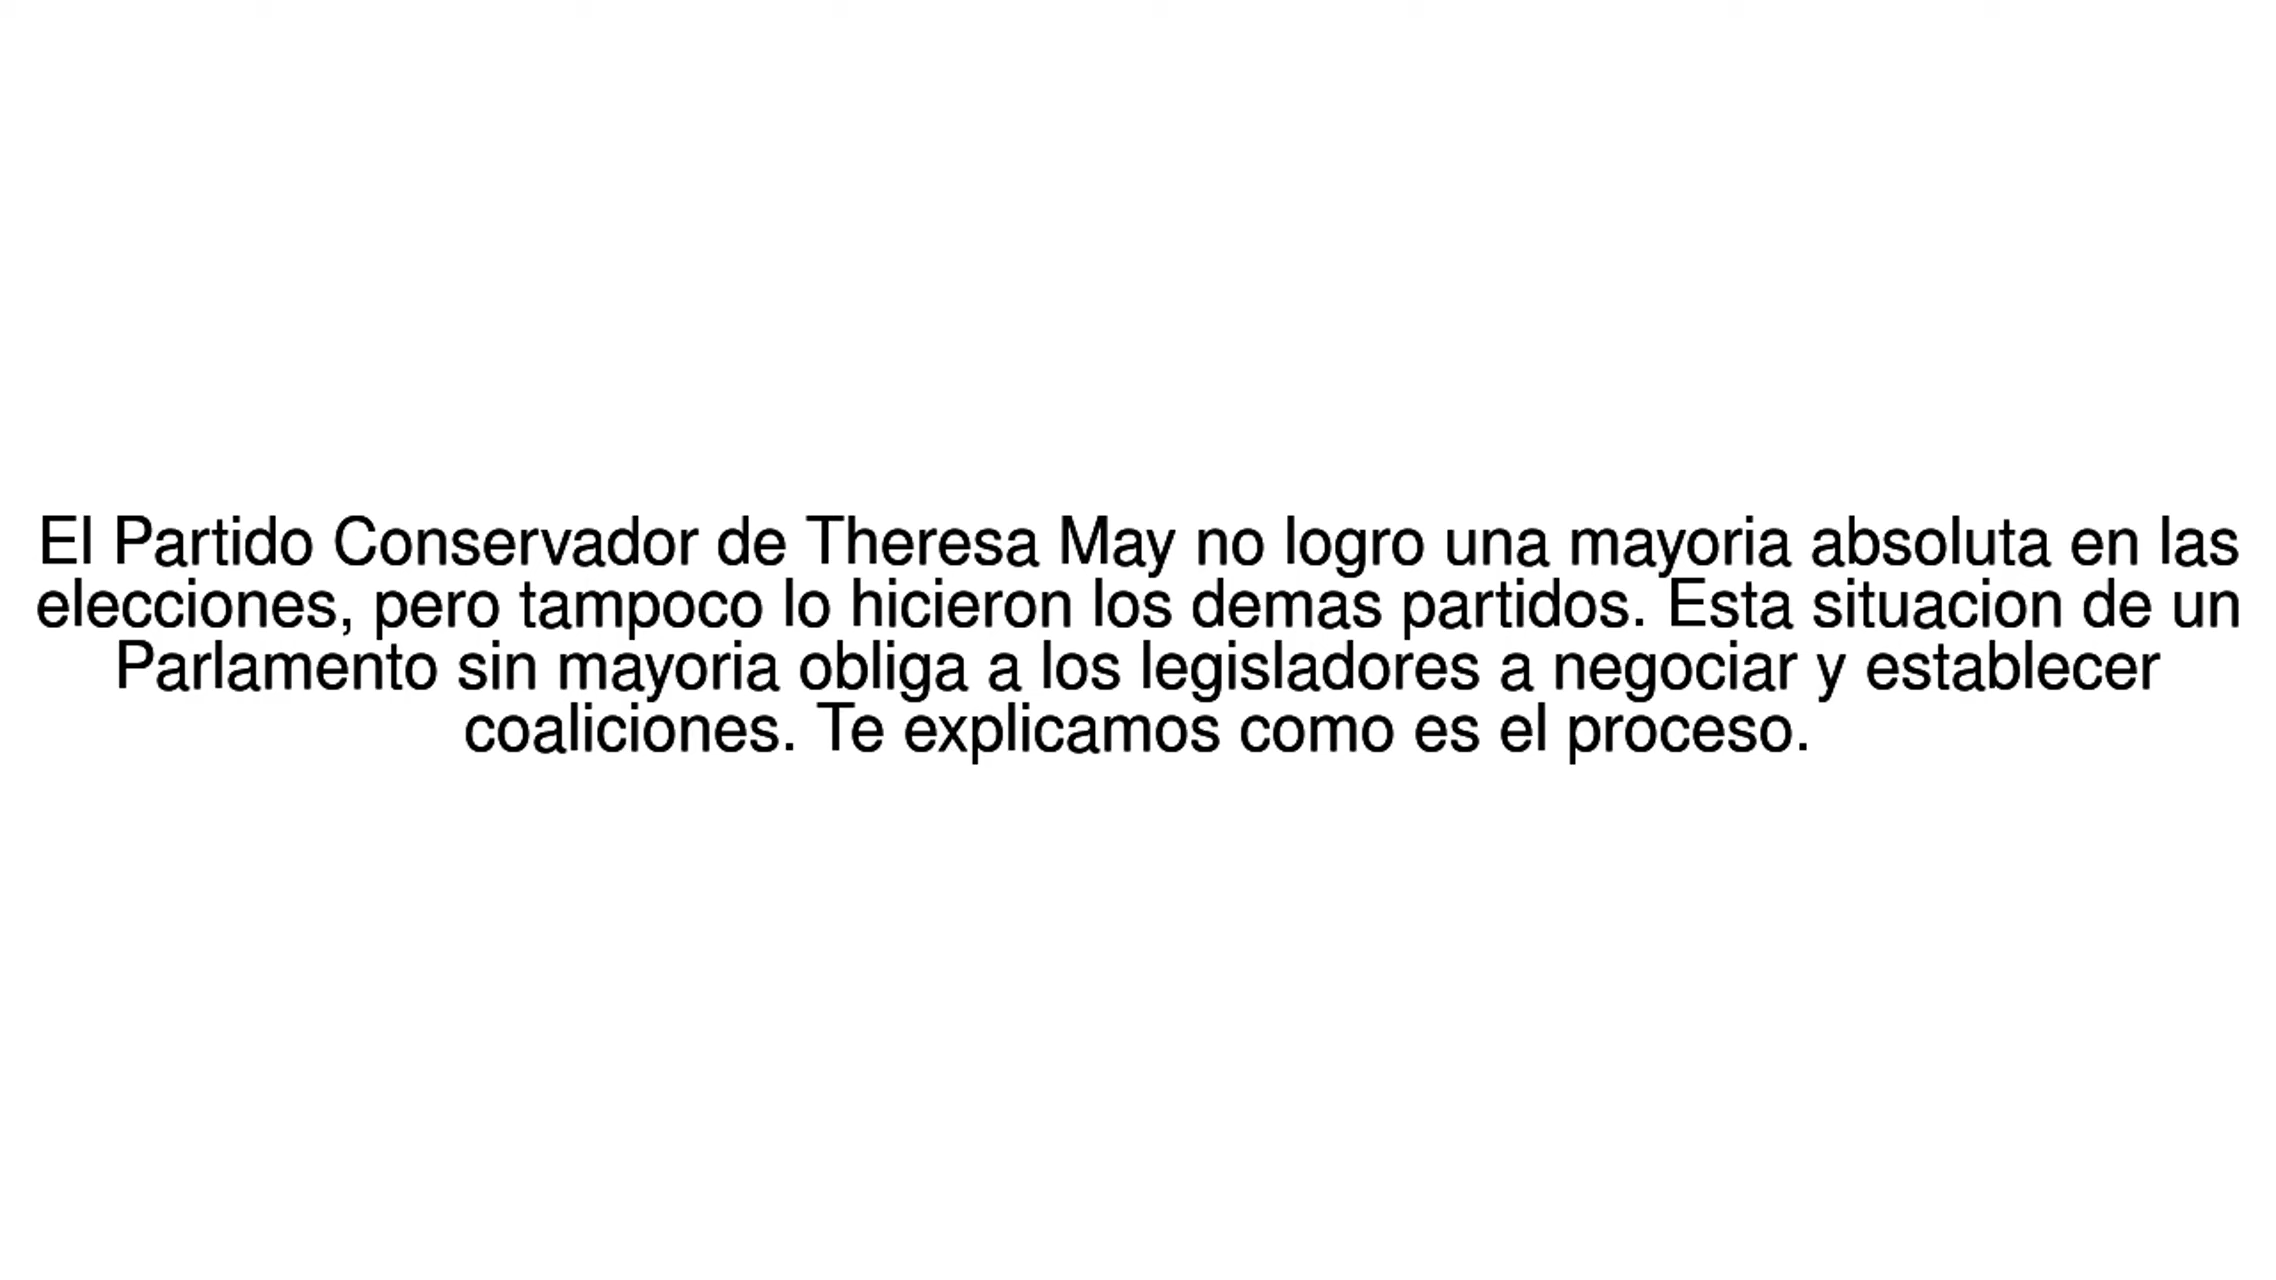 El Partido Conservador de Theresa May no logro una mayoria absoluta en las
elecciones, pero tampoco lo hicieron los demas partidos. Esta situacion de un
Parlamento sin mayoria obliga a los legisladores a negociar y establecer
coaliciones. Te explicamos como es el proceso.